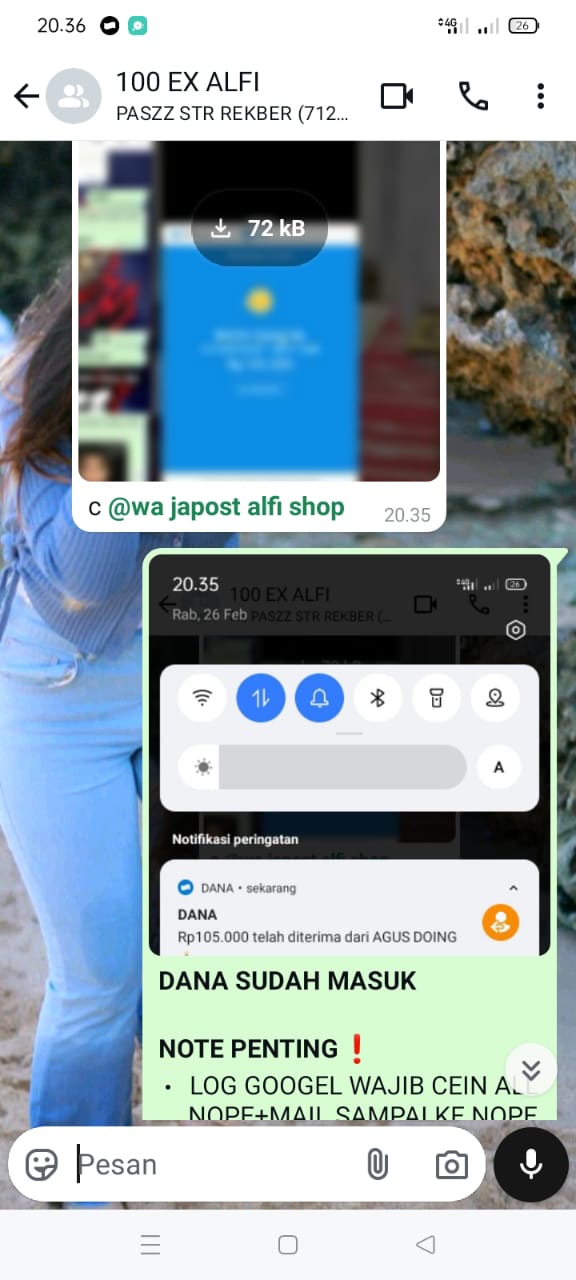 20.36
4G
26
100 EX ALFI
PASZZ STR REKBER (712...
72 kB
c @wa japost alfi shop
20.35
20.35
4G
26
Rab, 26 Feb
100 EX ALFI
PASZZ STR REKBER (...
A
Notifikasi peringatan
DANA • sekarang
DANA
Rp105.000 telah diterima dari AGUS DOING
DANA SUDAH MASUK
NOTE PENTING ❗
• LOG GOOGEL WAJIB CEIN ALL
NOPE+MAIL SAMPAI KE NOPE
Pesan